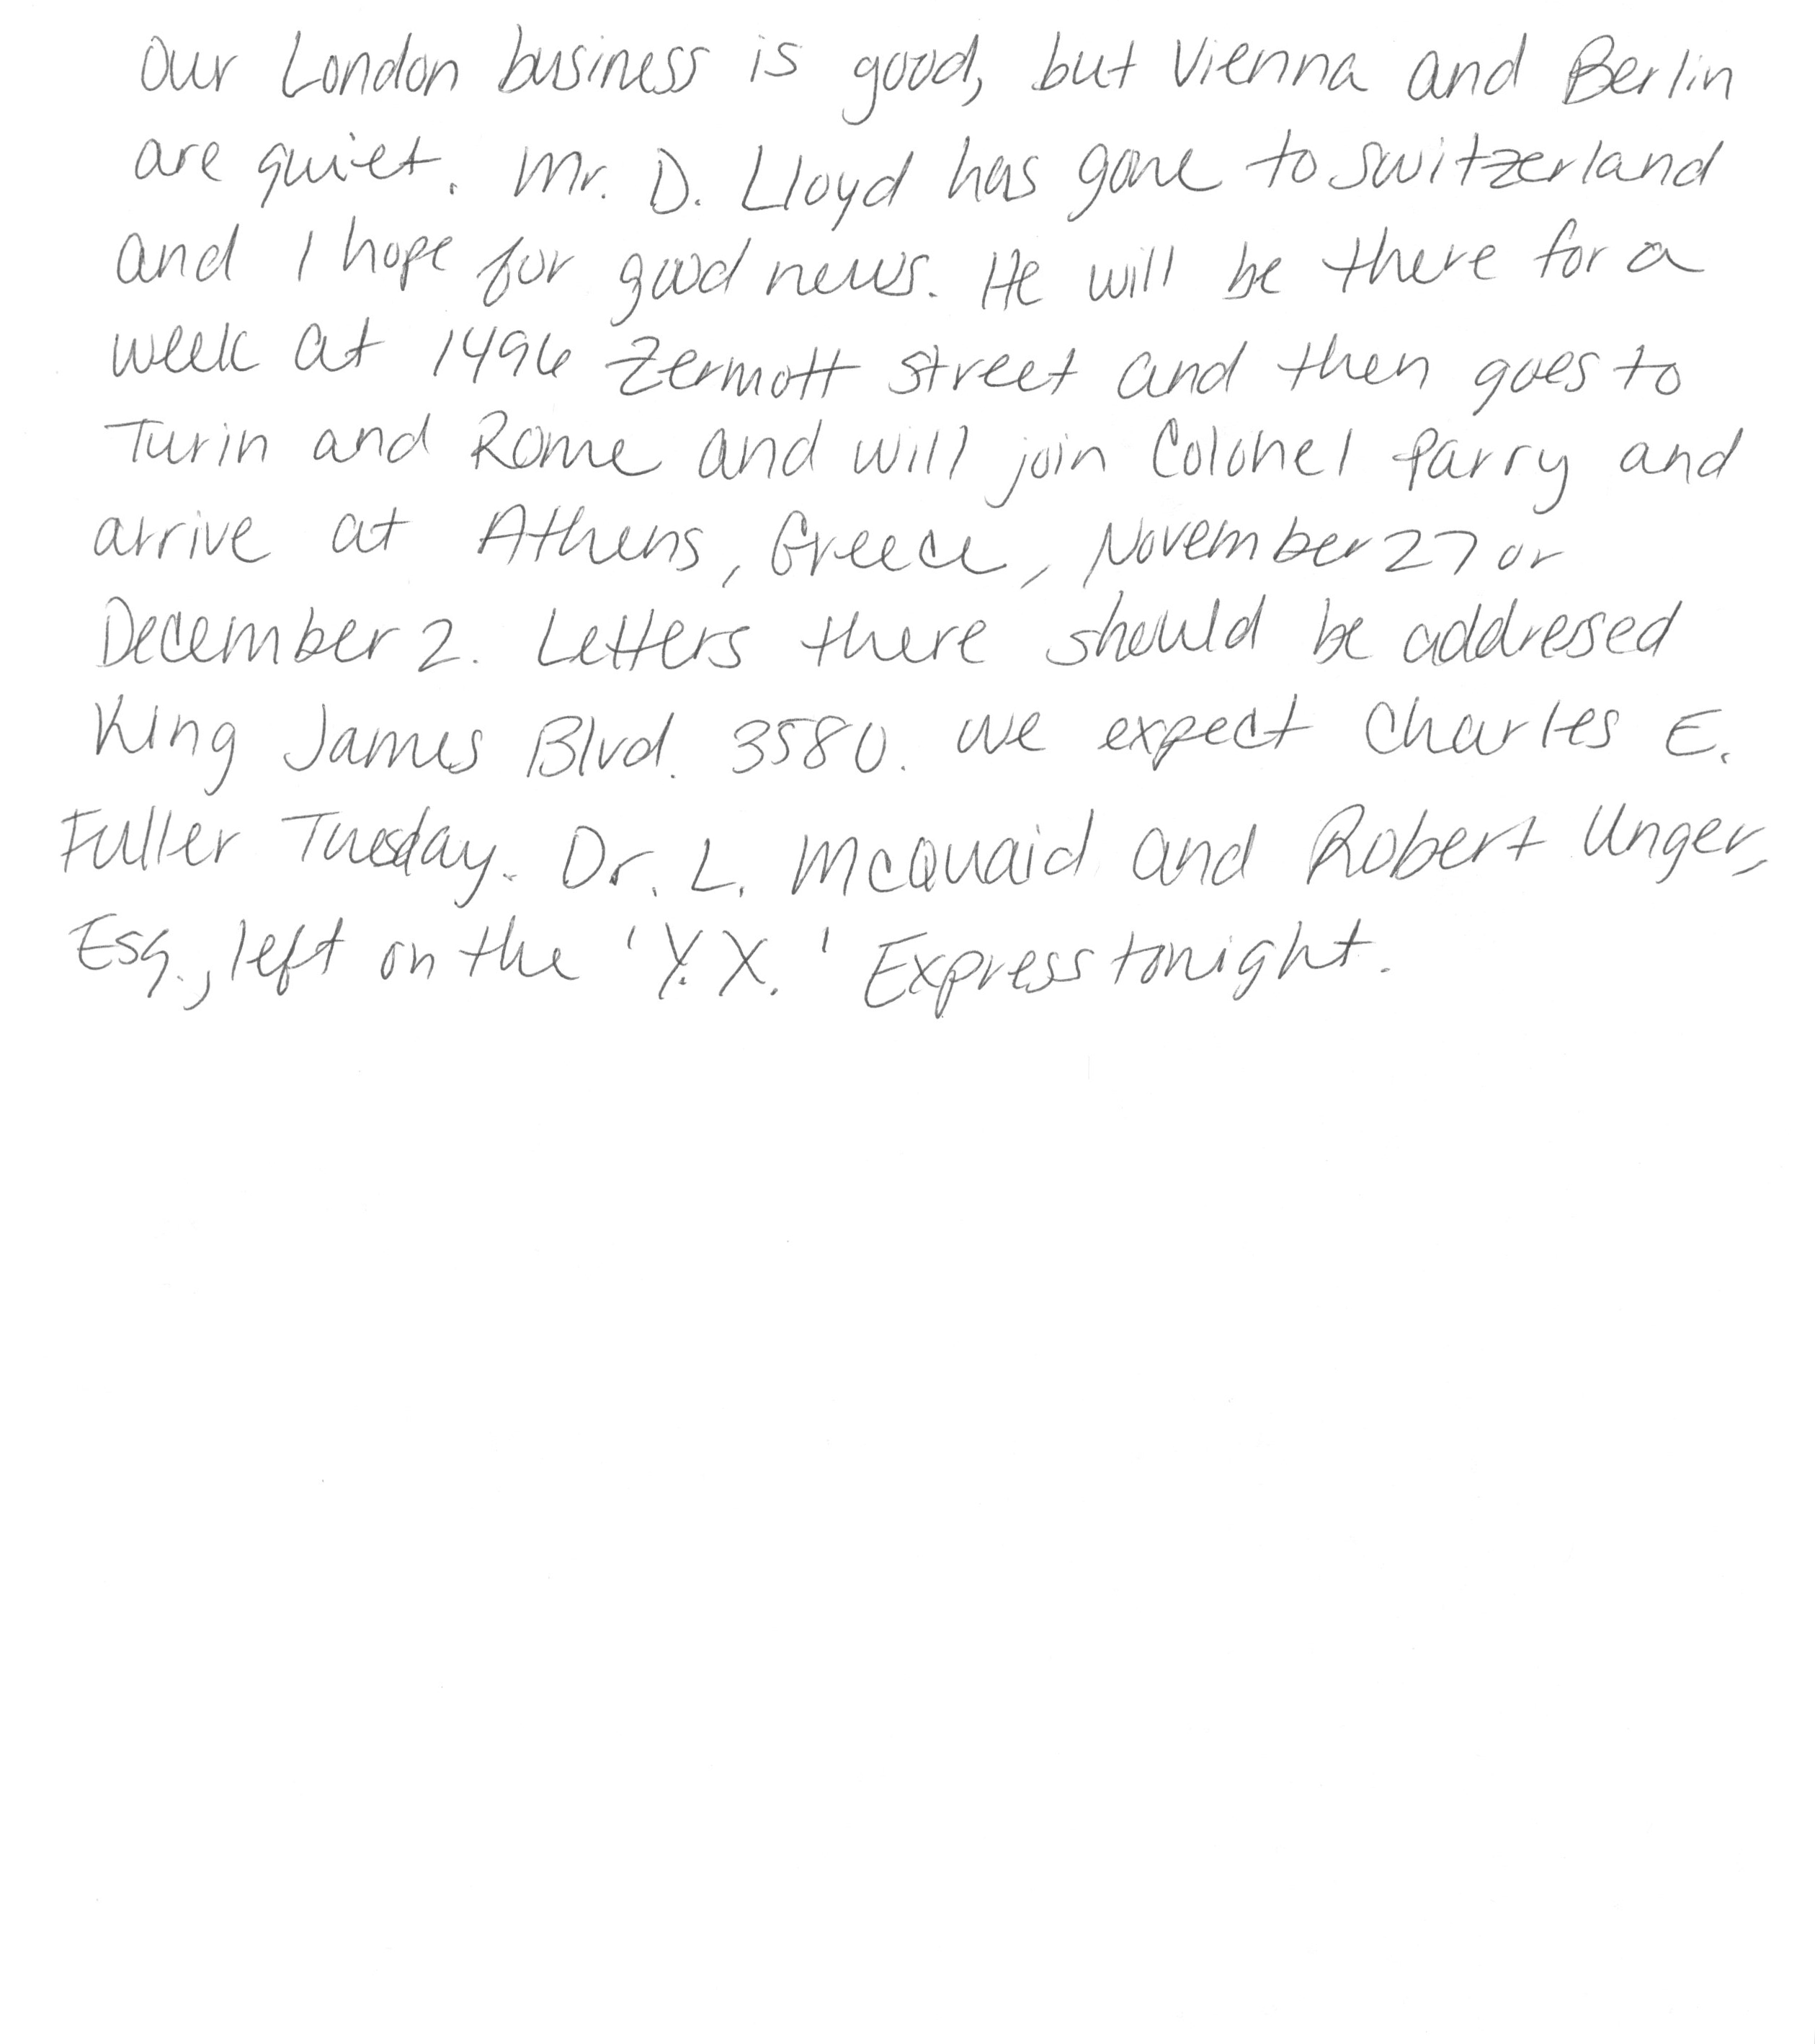 Our London business is good, but Vienna and Berlin
are quiet. Mr. D. Lloyd has gone to Switzerland
and I hope for good news. He will be there for a
week at 1496 Zermott street and then goes to
Turin and Rome and will join Colonel Parry and
arrive at Athens, Greece, November 27 or
December 2. Letters there should be addressed
King James Blvd. 3580. We expect Charles E.
Fuller Tuesday. Dr. L. McQuaid and Robert Unger,
Esq., left on the 'Y.X.' Express tonight.